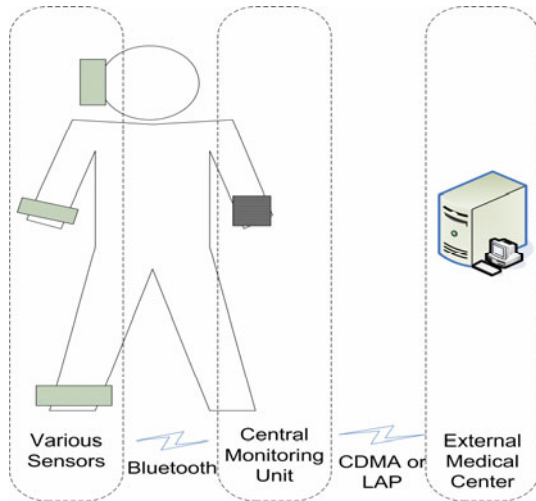 Various
Sensors
Bluetooth
Central
Monitoring
Unit
CDMA or
LAP
External
Medical
Center